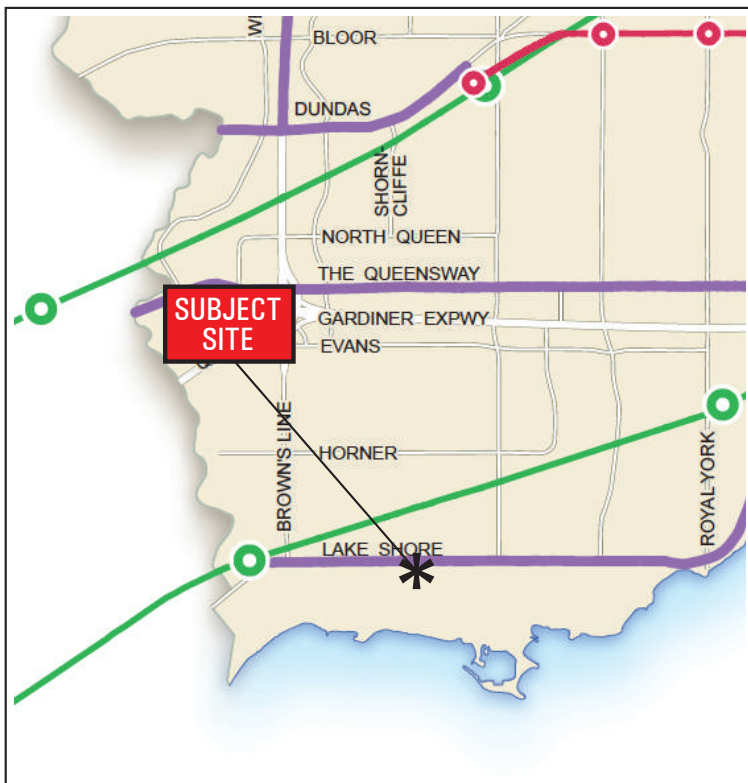 WI
BLOOR
DUNDAS
SHORN-
CLIFFE
NORTH QUEEN
THE QUEENSWAY
SUBJECT
SITE
GARDINER EXPWY
EVANS
BROWN'S LINE
HORNER
ROYAL YORK
LAKE SHORE
*